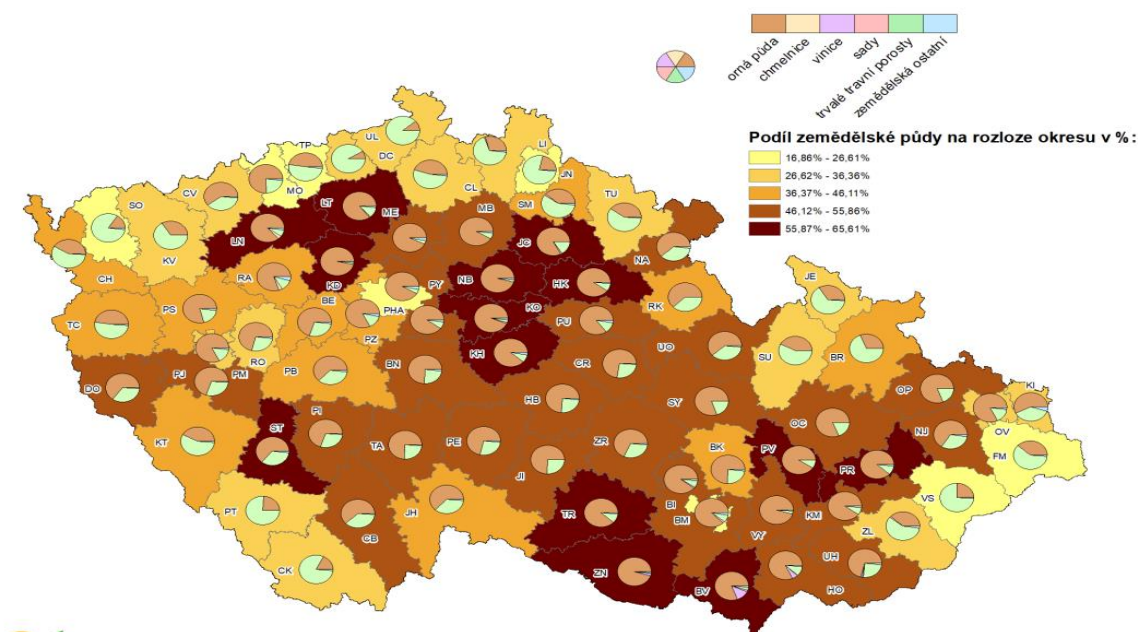 orná půda
chmelnice
vinice
sady
trvalé travní porosty
zemědělská ostatní
Podíl zemědělské půdy na rozloze okresu v % :
16,86% - 26,61%
26,62% - 36,36%
36,37% - 46,11%
46,12% - 55,86%
55,87% - 65,61%
UL
TP
DC
LI
MO
CV
SO
CL
JN
TU
LT
ME
MB
SM
KV
LN
JC
NA
CH
RA
KD
NB
HK
JE
PS
BE
PHA
PY
KO
RK
TC
PZ
PU
RO
KH
SU
BR
UO
PJ
PM
PB
BN
CR
DO
OP
KI
HB
SY
PI
OC
OV
NJ
FM
KT
ST
TA
PE
ZR
BK
PV
PR
JI
VS
PT
JH
BI
BM
KM
ZL
CB
TR
VY
UH
CK
ZN
BV
HO